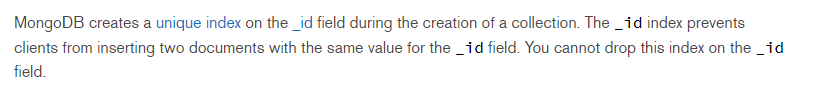 MongoDB creates a unique index on the _id field during the creation of a collection. The _id index prevents
clients from inserting two documents with the same value for the _id field. You cannot drop this index on the _id
field.